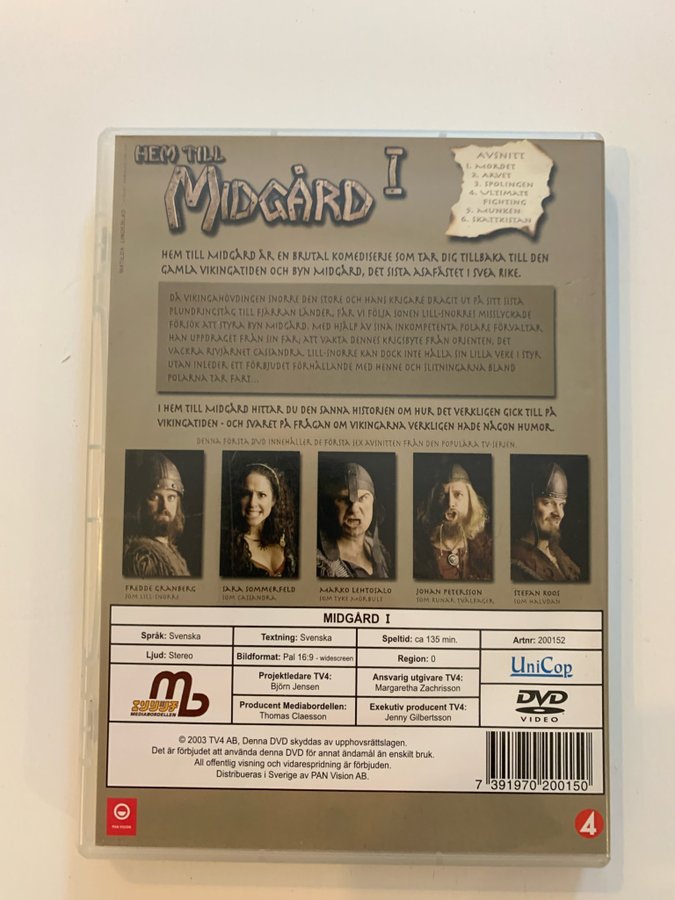 HEM TILL
MIDGÅRD I
AVSNITT
1. MORDET
2. ARVET
3. SPOLINGEN
4. ULTIMATE
FIGHTING
5. MUNKEN
6. SKATTKISTAN
HEM TILL MIDGÅRD ÄR EN BRUTAL KOMEDISERIE SOM TAR DIG TILLBAKA TILL DEN
GAMLA VIKINGATIDEN OCH BYN MIDGÅRD, DET SISTA ASAFÄSTET I SVEA RIKE.
DÅ VIKINGAHÖVDINGEN SNORRE DEN STORE OCH HANS KRIGARE DRAGIT UT PÅ SITT SISTA
PLUNDRINGSTÅG TILL FJÄRRAN LÄNDER, FÅR VI FÖLJA SONEN LILL-SNORRES MISSLYCKADE
FÖRSÖK ATT STYRA BYN MIDGÅRD. MED HJÄLP AV SINA INKOMPETENTA POLARE FÖRVALTAR
HAN UPPDRAGET FRÅN SIN FAR; ATT VAKTA DENNES KRIGSBYTE FRÅN ORIENTEN, DET
VACKRA RIVJÄRNET CASSANDRA. LILL-SNORRE KAN DOCK INTE HÅLLA SIN LILLA VEKE I STYR
UTAN INLEDER ETT FÖRBJUDET FÖRHÅLLANDE MED HENNE OCH SLITNINGARNA BLAND
POLARNA TAR FART...
I HEM TILL MIDGÅRD HITTAR DU DEN SANNA HISTORIEN OM HUR DET VERKLIGEN GICK TILL PÅ
VIKINGATIDEN - OCH SVARET PÅ FRÅGAN OM VIKINGARNA VERKLIGEN HADE NÅGON HUMOR.
DENNA FÖRSTA DVD INNEHÅLLER DE FÖRSTA SEX AVSNITTEN FRÅN DEN POPULÄRA TV-SERIEN.
FREDDE GRANBERG
SOM LILL-SNORRE
SARA SOMMERFELD
SOM CASSANDRA
MARKO LEHTOSALO
SOM TYKE MÖRBULT
JOHAN PETERSSON
SOM RUNAR TVÅLFAGER
STEFAN ROOS
SOM HALVDAN
MIDGÅRD I
Språk: Svenska
Textning: Svenska
Speltid: ca 135 min.
Artnr: 200152
Ljud: Stereo
Bildformat: Pal 16:9 - widescreen
Region: 0
UniCop
Projektledare TV4:
Björn Jensen
Ansvarig utgivare TV4:
Margaretha Zachrisson
mb
MEDIABORDELLEN
Producent Mediabordellen:
Thomas Claesson
Exekutiv producent TV4:
Jenny Gilbertsson
DVD
VIDEO
© 2003 TV4 AB, Denna DVD skyddas av upphovsrättslagen.
Det är förbjudet att använda denna DVD för annat ändamål än enskilt bruk.
All offentlig visning och vidarespridning är förbjuden.
Distribueras i Sverige av PAN Vision AB.
7 391970 200150
PAN VISION
4